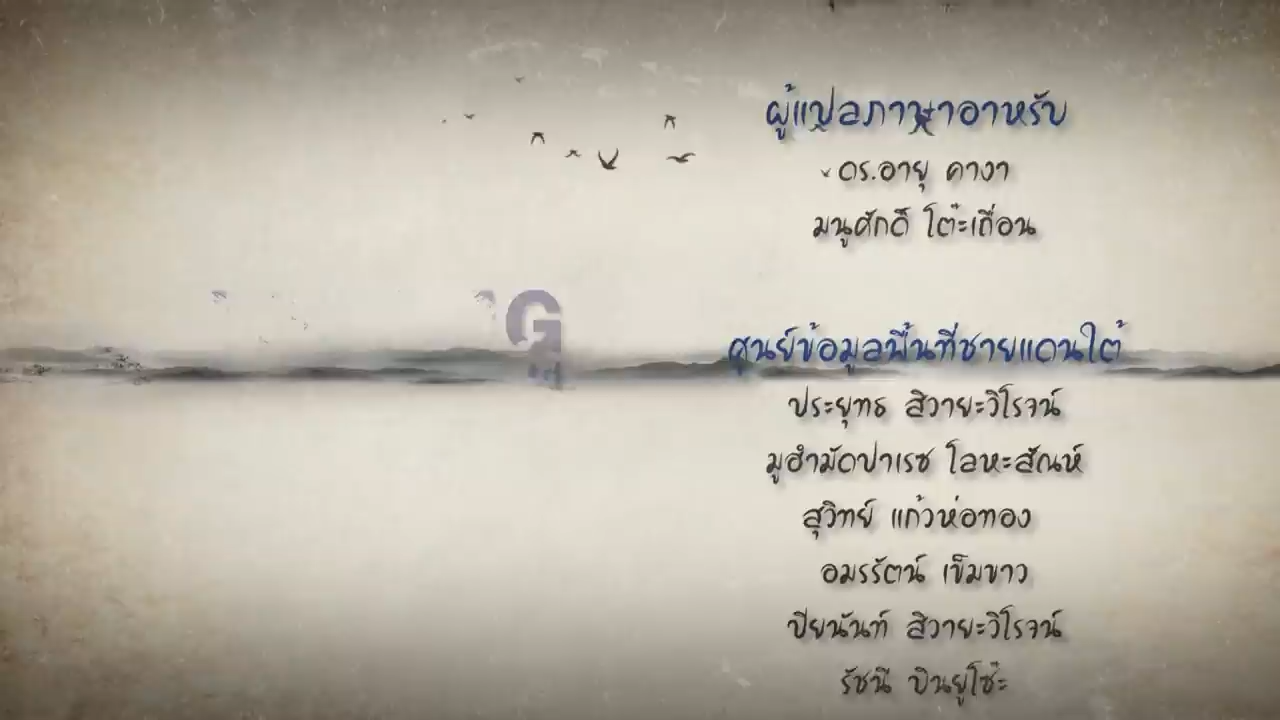 ผู้แปลภาษาอาหรับ
ดร.อายุ คางา
มนูศักดิ์ โต๊ะเถื่อน
G
ศูนย์ข้อมูลพื้นที่ชายแดนใต้
ประยุทธ สิวายะวิโรจน์
มูฮำมัดปาเรซ โลหะสัณห์
สุวิทย์ แก้วห่อทอง
อมรรัตน์ เข็มขาว
ปิยนันท์ สิวายะวิโรจน์
รัชนี บินยูโซ๊ะ